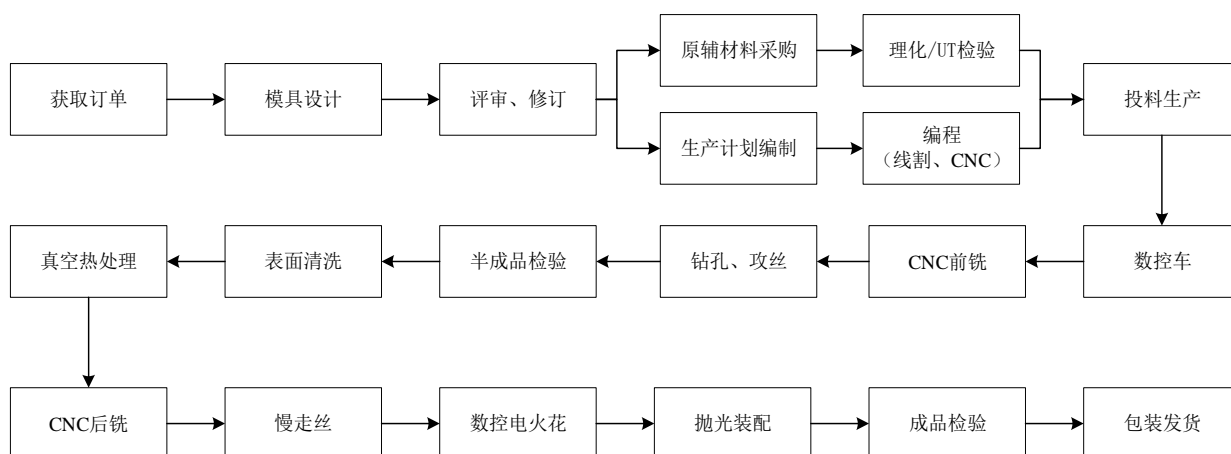 获取订单
模具设计
评审、修订
原辅材料采购
理化/UT检验
生产计划编制
编程
（线割、CNC）
投料生产
数控车
CNC前铣
钻孔、攻丝
半成品检验
表面清洗
真空热处理
CNC后铣
慢走丝
数控电火花
抛光装配
成品检验
包装发货